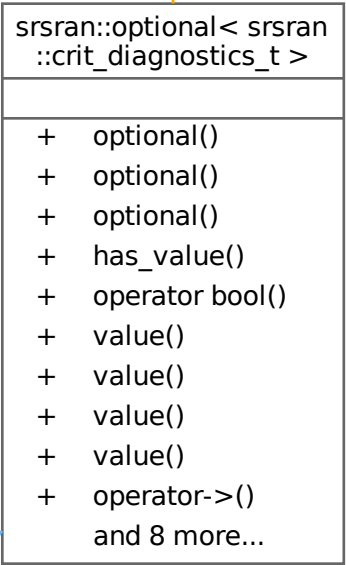 srsran::optional< srsran
::crit_diagnostics_t >
+ optional()
+ optional()
+ optional()
+ has_value()
+ operator bool()
+ value()
+ value()
+ value()
+ value()
+ operator->()
and 8 more...